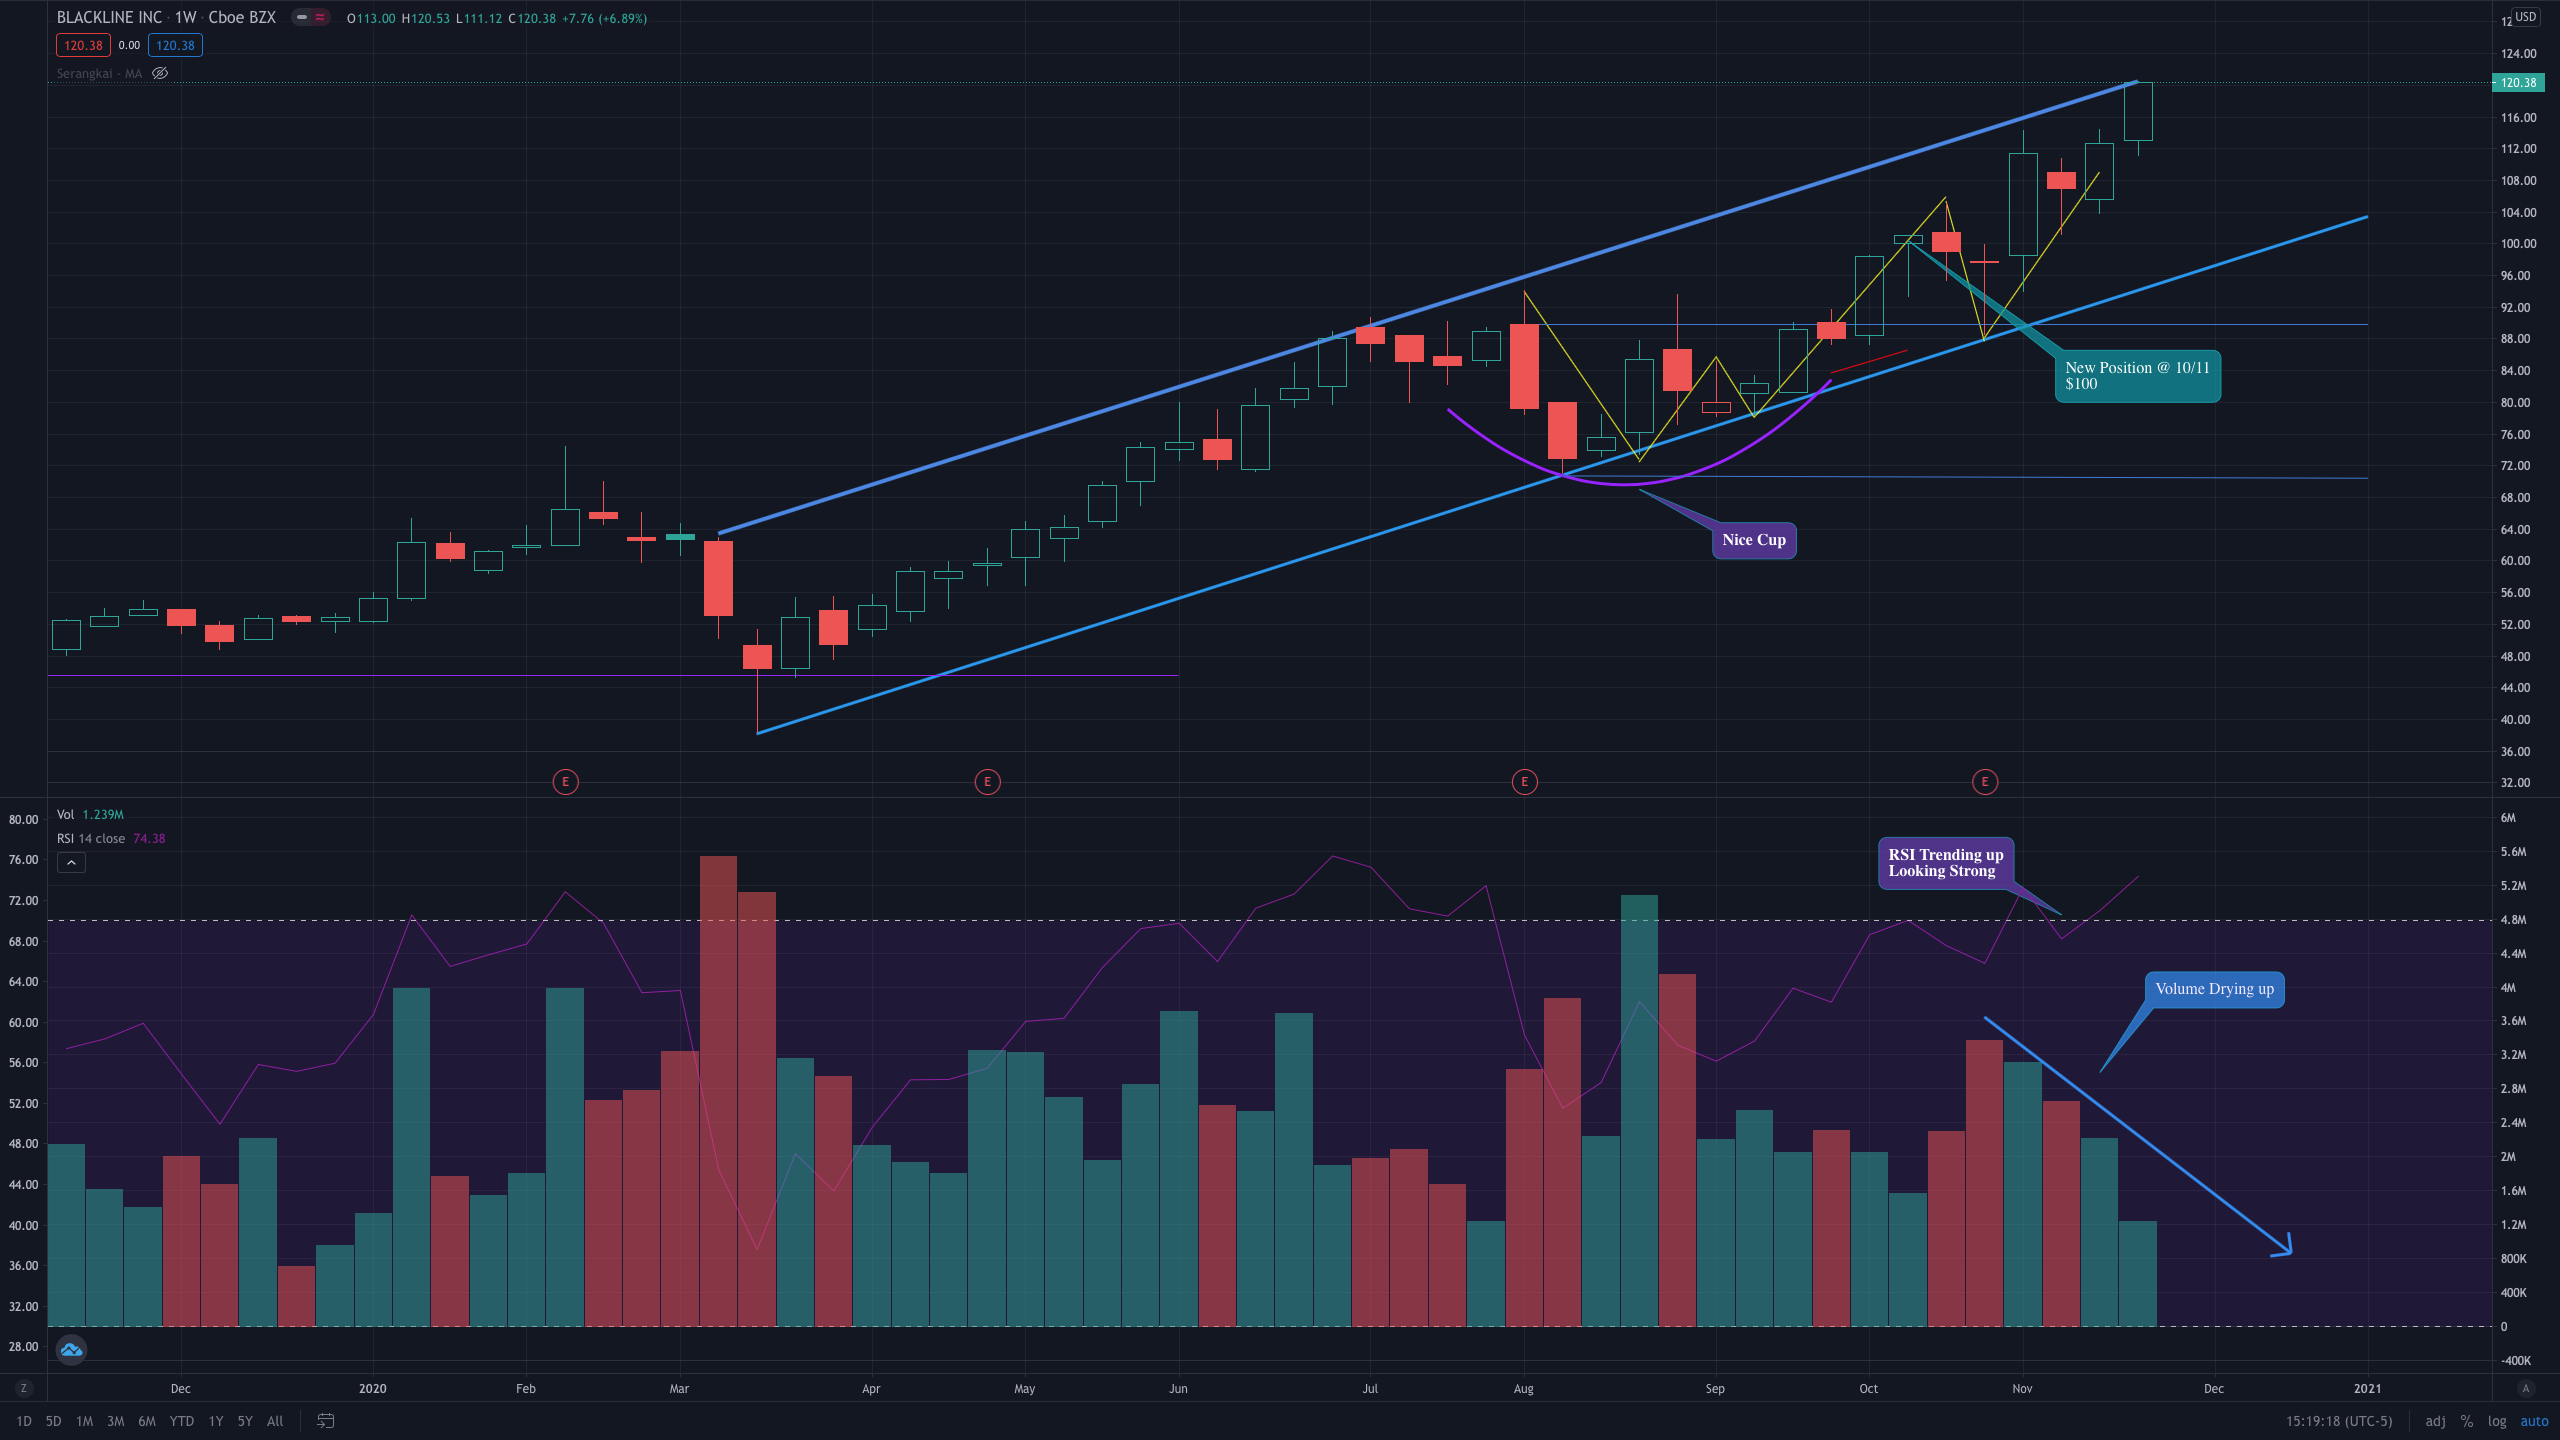 BLACKLINE INC · 1W · Cboe BZX O113.00 H120.53 L111.12 C120.38 +7.76 (+6.89%)
120.38 0.00 120.38
Serangkai - MA
USD
124.00
120.38
116.00
112.00
108.00
104.00
100.00
96.00
92.00
88.00
84.00
80.00
76.00
72.00
68.00
64.00
60.00
56.00
52.00
48.00
44.00
40.00
36.00
32.00
New Position @ 10/11
$100
Nice Cup
E E E E
Vol 1.239M
RSI 14 close 74.38
80.00
76.00
72.00
68.00
64.00
60.00
56.00
52.00
48.00
44.00
40.00
36.00
32.00
28.00
RSI Trending up
Looking Strong
Volume Drying up
6M
5.6M
5.2M
4.8M
4.4M
4M
3.6M
3.2M
2.8M
2.4M
2M
1.6M
1.2M
800K
400K
0
-400K
Z Dec 2020 Feb Mar Apr May Jun Jul Aug Sep Oct Nov Dec 2021 A
1D 5D 1M 3M 6M YTD 1Y 5Y All 15:19:18 (UTC-5) adj % log auto